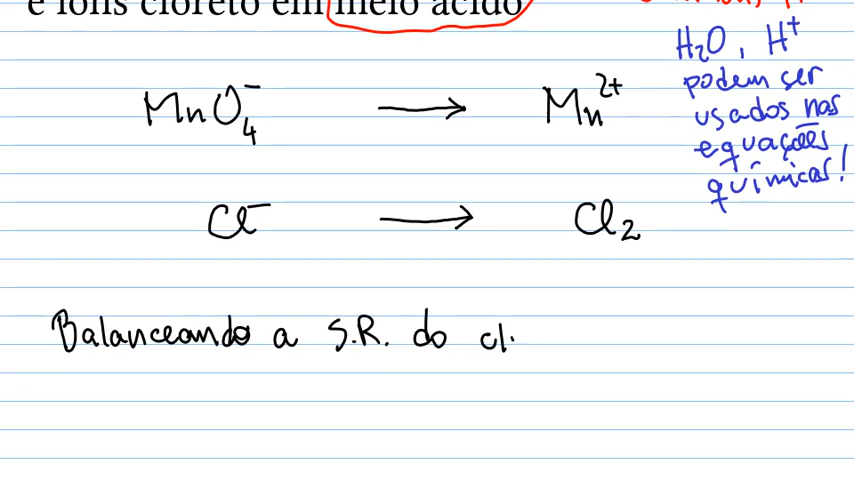 e íons cloreto em meio ácido
H₂O, H⁺
podem ser
usados nas
equações
químicas!
MnO₄⁻ → Mn²⁺
Cl⁻ → Cl₂
Balanceando a S.R. do cl.